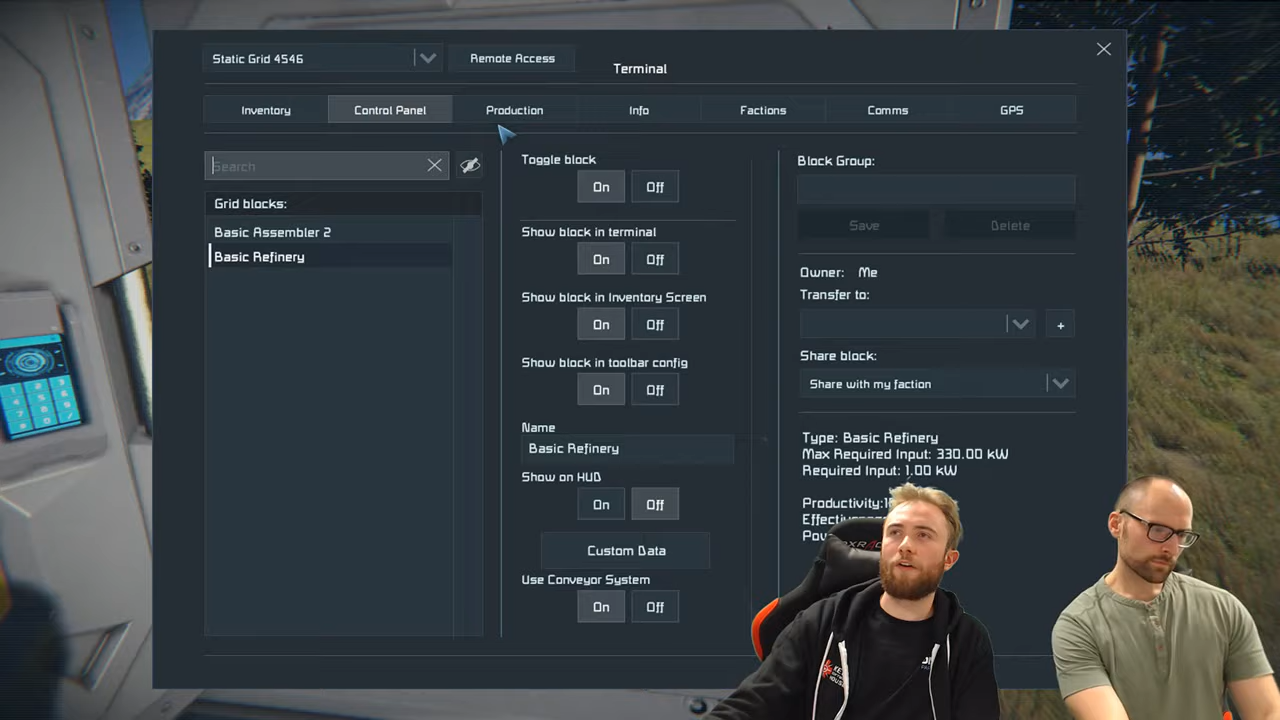 Static Grid 4546
Remote Access
Terminal
Inventory
Control Panel
Production
Info
Factions
Comms
GPS
Search
Grid blocks:
Basic Assembler 2
Basic Refinery
Toggle block
On Off
Show block in terminal
On Off
Show block in Inventory Screen
On Off
Show block in toolbar config
On Off
Name
Basic Refinery
Show on HUD
On Off
Custom Data
Use Conveyor System
On Off
Block Group:
Save
Delete
Owner: Me
Transfer to:
+
Share block:
Share with my faction
Type: Basic Refinery
Max Required Input: 330.00 kW
Required Input: 1.00 kW
Productivity: